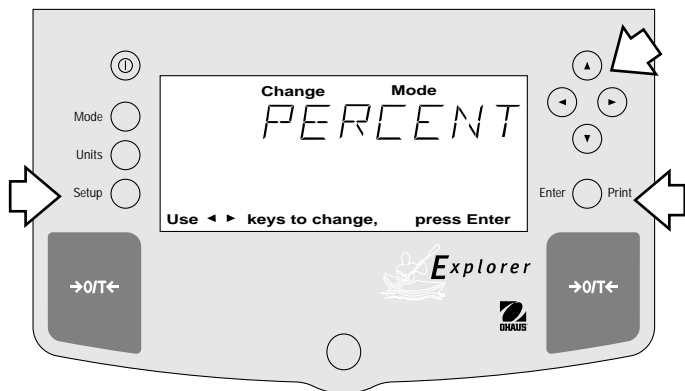 Change Mode
PERCENT
Use ◄ ► keys to change, press Enter
Mode
Units
Setup
Enter Print
→0/T← →0/T←
Explorer
OHAUS